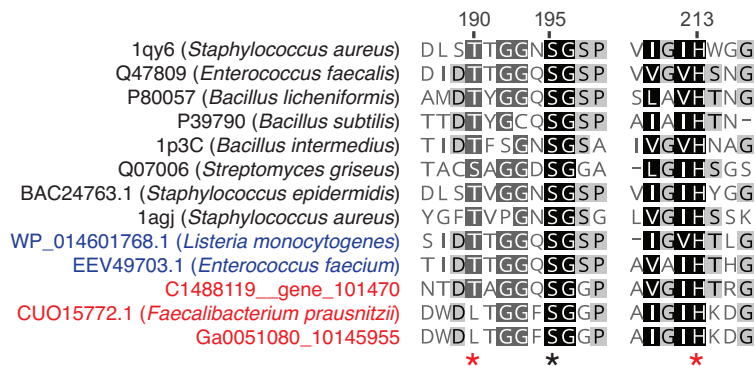 190 195 213
1qy6 (Staphylococcus aureus) DLSTTGGNSGSP VIGIHWGG
Q47809 (Enterococcus faecalis) DIDTTGGQSGSP VVGVHSNG
P80057 (Bacillus licheniformis) AMDTYGGQSGSP SLAVHTNG
P39790 (Bacillus subtilis) TTDTYGCQSGSP AIAIHTN-
1p3C (Bacillus intermedius) TIDTFSGNSGSA IVGVHNAG
Q07006 (Streptomyces griseus) TACSAGGDSGGA -LGIHSGS
BAC24763.1 (Staphylococcus epidermidis) DLSTVGGNSGSP VIGIHYGG
1agj (Staphylococcus aureus) YGFTVPGNSGSG LVGIHSSK
WP_014601768.1 (Listeria monocytogenes) SIDTTGGQSGSP -IGVHTLG
EEV49703.1 (Enterococcus faecium) TIDTTGGQSGSP AVAIHTHG
C1488119__gene_101470 NTDTAGGQSGGP AVGIHTRG
CUO15772.1 (Faecalibacterium prausnitzii) DWDLTGGFSGGP AIGIHKDG
Ga0051080_10145955 DWDLTGGFSGGP AIGIHKDG
* * *